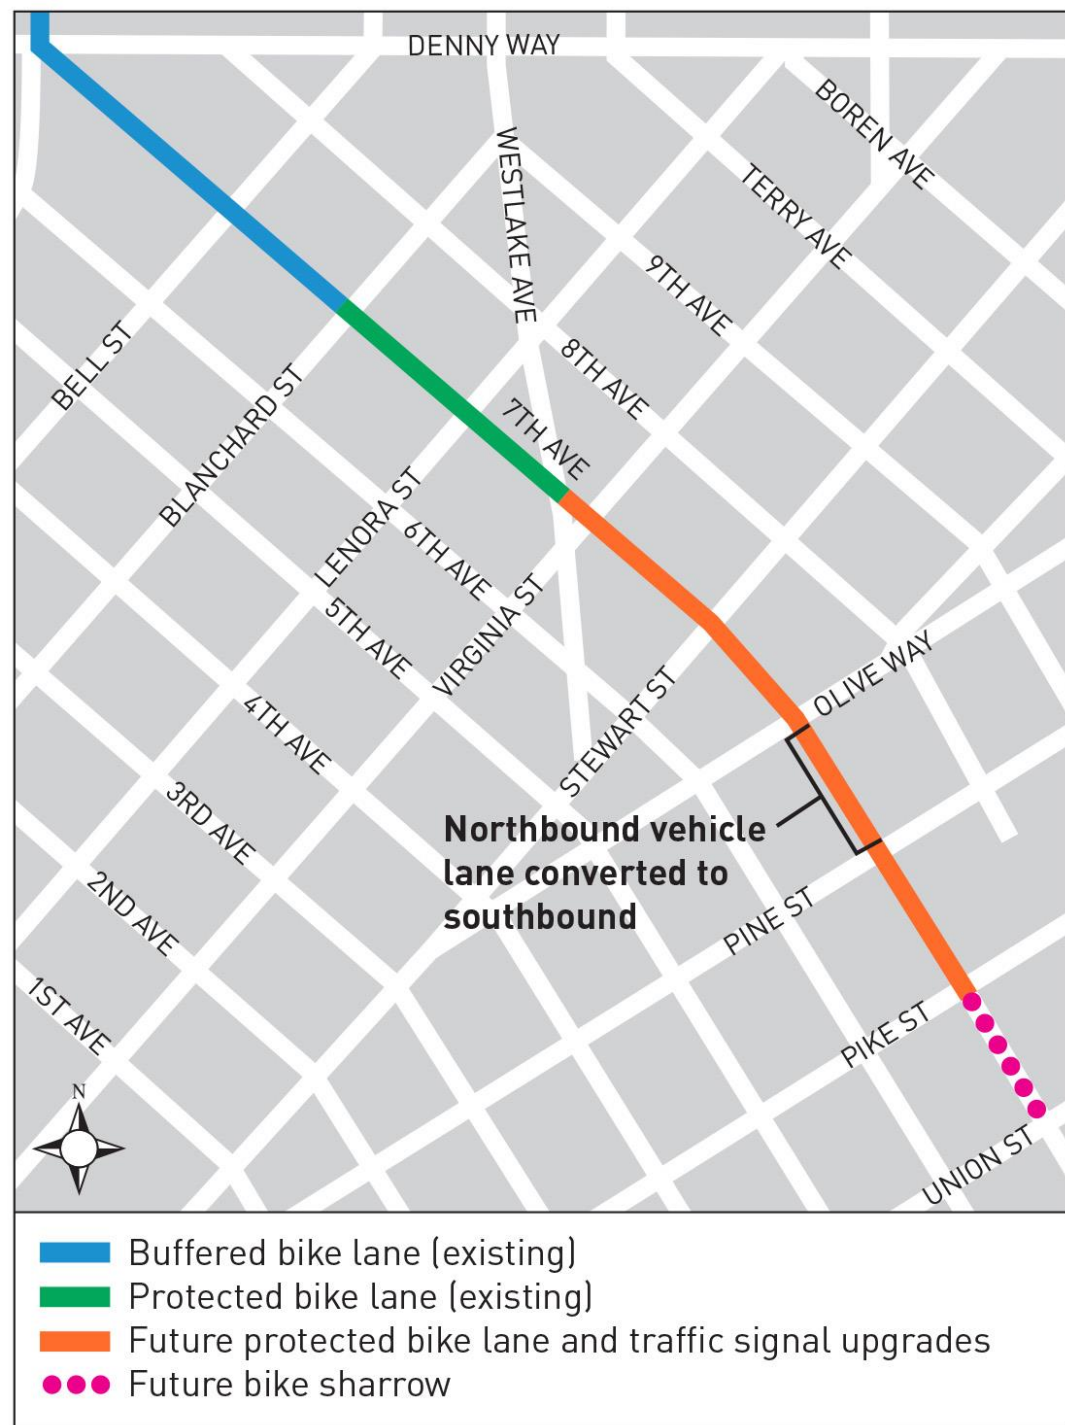 DENNY WAY
BOREN AVE
WESTLAKE AVE
TERRY AVE
9TH AVE
BELL ST
8TH AVE
BLANCHARD ST
7TH AVE
LENORA ST
6TH AVE
5TH AVE
VIRGINIA ST
OLIVE WAY
STEWART ST
4TH AVE
3RD AVE
Northbound vehicle
lane converted to
southbound
2ND AVE
PINE ST
1ST AVE
PIKE ST
N
UNION ST
Buffered bike lane (existing)
Protected bike lane (existing)
Future protected bike lane and traffic signal upgrades
Future bike sharrow